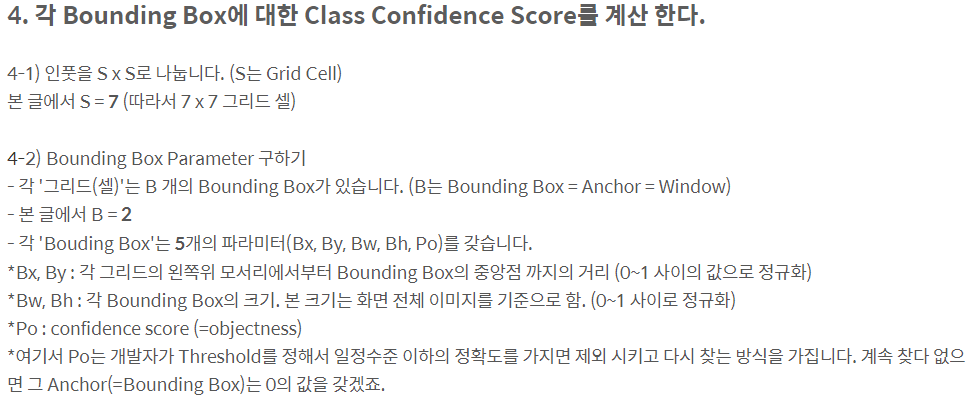 4. 각 Bounding Box에 대한 Class Confidence Score를 계산 한다.
4-1) 인풋을 S x S로 나눕니다. (S는 Grid Cell)
본 글에서 S = 7 (따라서 7 x 7 그리드 셀)
4-2) Bounding Box Parameter 구하기
- 각 '그리드(셀)'는 B 개의 Bounding Box가 있습니다. (B는 Bounding Box = Anchor = Window)
- 본 글에서 B = 2
- 각 'Bouding Box'는 5개의 파라미터(Bx, By, Bw, Bh, Po)를 갖습니다.
*Bx, By : 각 그리드의 왼쪽위 모서리에서부터 Bounding Box의 중앙점 까지의 거리 (0~1 사이의 값으로 정규화)
*Bw, Bh : 각 Bounding Box의 크기. 본 크기는 화면 전체 이미지를 기준으로 함. (0~1 사이로 정규화)
*Po : confidence score (=objectness)
*여기서 Po는 개발자가 Threshold를 정해서 일정수준 이하의 정확도를 가지면 제외 시키고 다시 찾는 방식을 가집니다. 계속 찾다 없으
면 그 Anchor(=Bounding Box)는 0의 값을 갖겠죠.